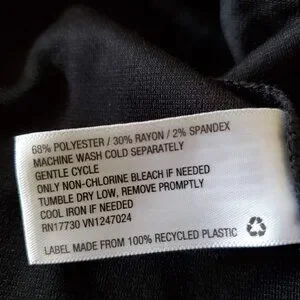 68% POLYESTER / 30% RAYON / 2% SPANDEX
MACHINE WASH COLD SEPARATELY
GENTLE CYCLE
ONLY NON-CHLORINE BLEACH IF NEEDED
TUMBLE DRY LOW, REMOVE PROMPTLY
COOL IRON IF NEEDED
RN17730 VN1247024
LABEL MADE FROM 100% RECYCLED PLASTIC